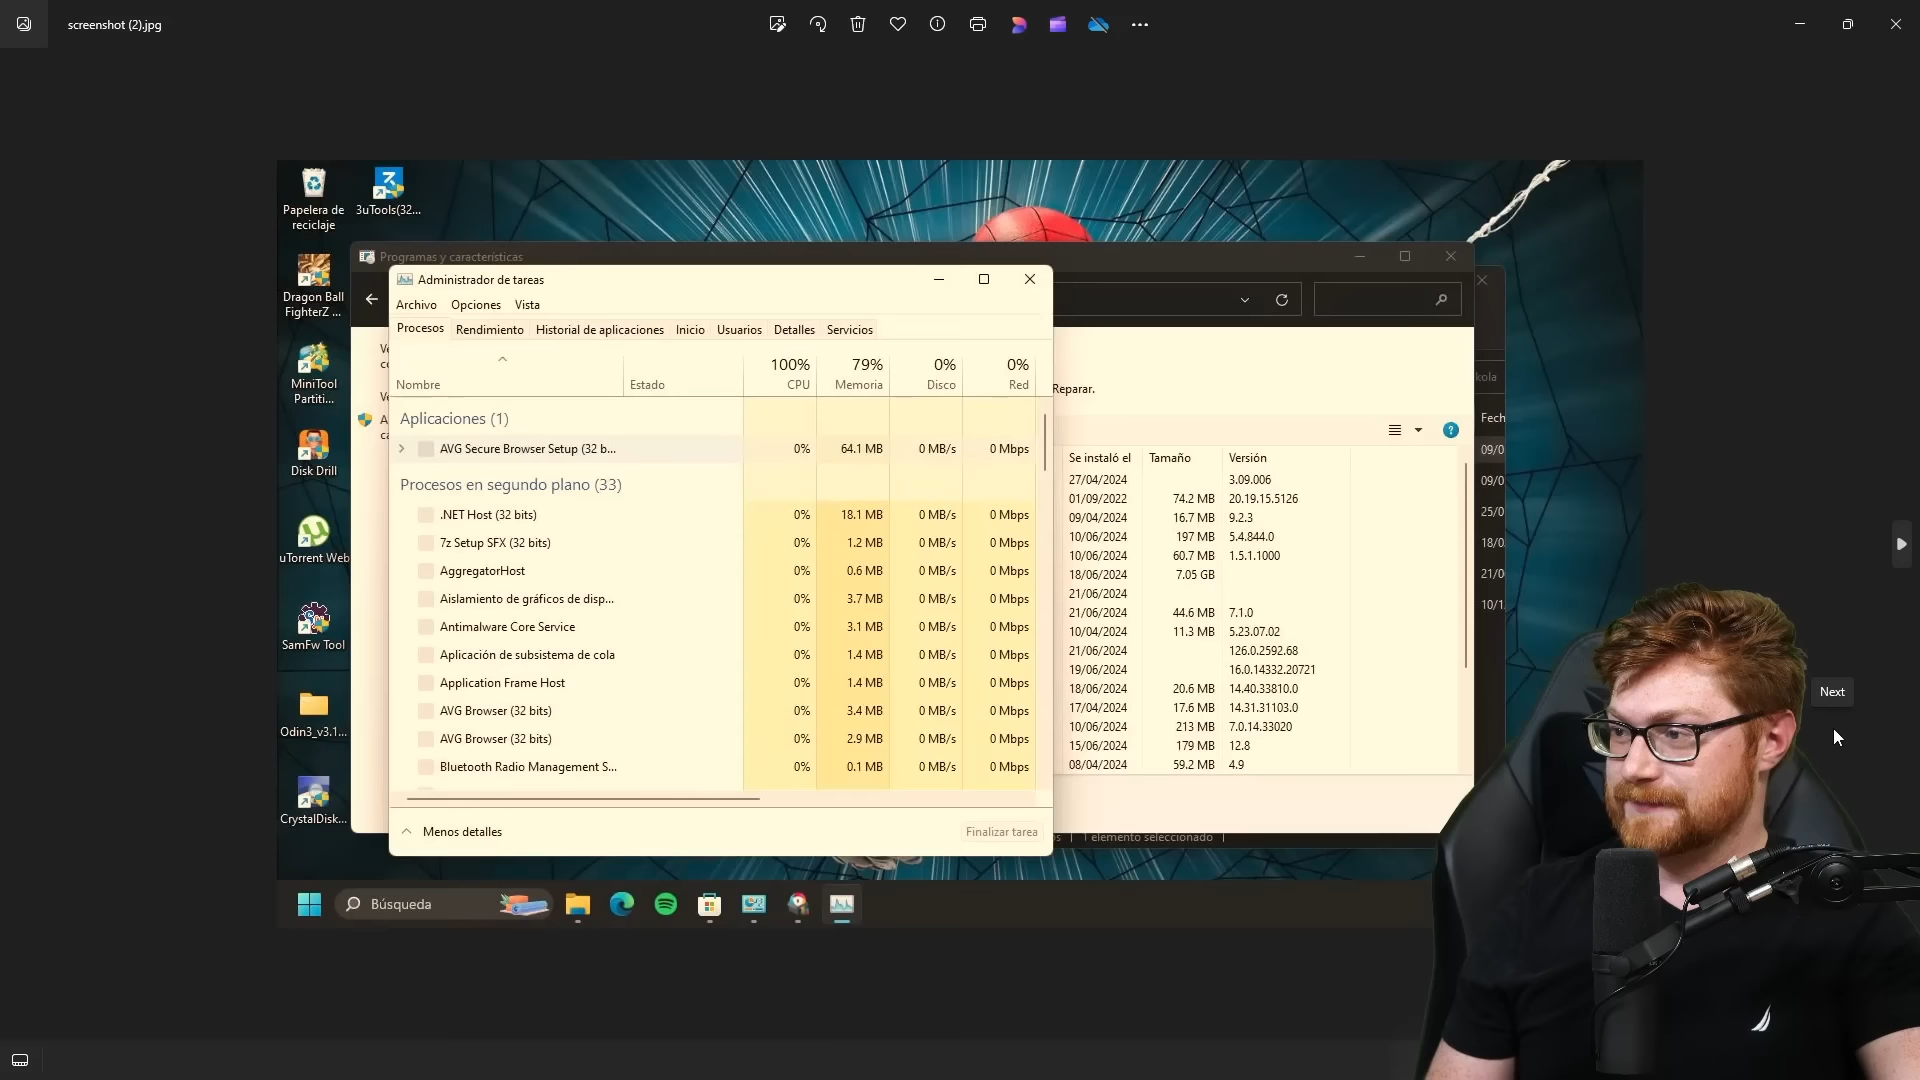 screenshot (2).jpg
Papelera de
reciclaje
3uTools(32...
Dragon Ball
FighterZ ...
MiniTool
Partiti...
Disk Drill
uTorrent Web
SamFw Tool
Odin3_v3.1...
CrystalDisk...
Programas y características
Administrador de tareas
Archivo Opciones Vista
Procesos Rendimiento Historial de aplicaciones Inicio Usuarios Detalles Servicios
100% 79% 0% 0%
Nombre Estado CPU Memoria Disco Red
Aplicaciones (1)
AVG Secure Browser Setup (32 b... 0% 64.1 MB 0 MB/s 0 Mbps
Procesos en segundo plano (33)
.NET Host (32 bits) 0% 18.1 MB 0 MB/s 0 Mbps
7z Setup SFX (32 bits) 0% 1.2 MB 0 MB/s 0 Mbps
AggregatorHost 0% 0.6 MB 0 MB/s 0 Mbps
Aislamiento de gráficos de disp... 0% 3.7 MB 0 MB/s 0 Mbps
Antimalware Core Service 0% 3.1 MB 0 MB/s 0 Mbps
Aplicación de subsistema de cola 0% 1.4 MB 0 MB/s 0 Mbps
Application Frame Host 0% 1.4 MB 0 MB/s 0 Mbps
AVG Browser (32 bits) 0% 3.4 MB 0 MB/s 0 Mbps
AVG Browser (32 bits) 0% 2.9 MB 0 MB/s 0 Mbps
Bluetooth Radio Management S... 0% 0.1 MB 0 MB/s 0 Mbps
Menos detalles Finalizar tarea
Reparar.
Se instaló el Tamaño Versión
27/04/2024 3.09.006
01/09/2022 74.2 MB 20.19.15.5126
09/04/2024 16.7 MB 9.2.3
10/06/2024 197 MB 5.4.844.0
10/06/2024 60.7 MB 1.5.1.1000
18/06/2024 7.05 GB
21/06/2024
21/06/2024 44.6 MB 7.1.0
10/04/2024 11.3 MB 5.23.07.02
21/06/2024 126.0.2592.68
19/06/2024 16.0.14332.20721
18/06/2024 20.6 MB 14.40.33810.0
17/04/2024 17.6 MB 14.31.31103.0
10/06/2024 213 MB 7.0.14.33020
15/06/2024 179 MB 12.8
08/04/2024 59.2 MB 4.9
1 elemento seleccionado
kola
Fech
09/0
09/0
25/0
18/0
21/0
10/1
Next
Búsqueda